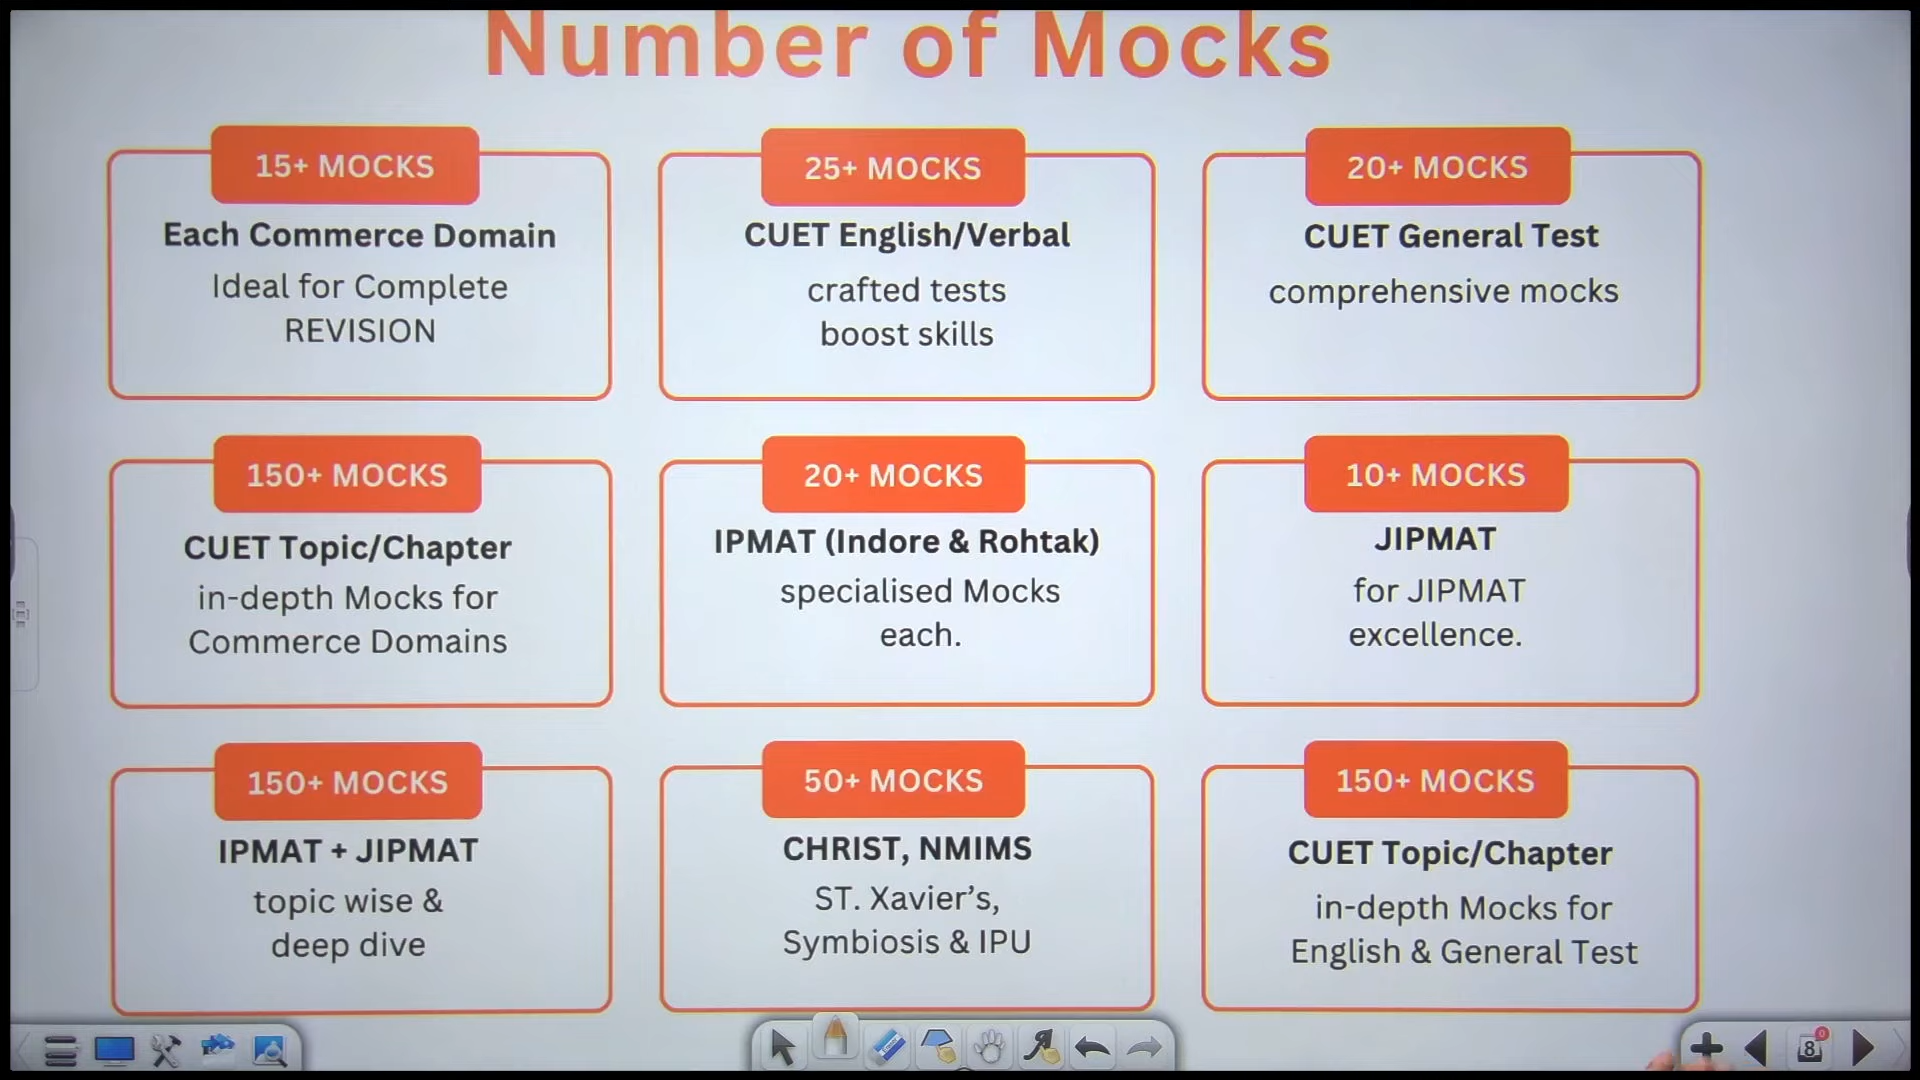 Number of Mocks
15+ MOCKS
Each Commerce Domain
Ideal for Complete
REVISION
25+ MOCKS
CUET English/Verbal
crafted tests
boost skills
20+ MOCKS
CUET General Test
comprehensive mocks
150+ MOCKS
CUET Topic/Chapter
in-depth Mocks for
Commerce Domains
20+ MOCKS
IPMAT (Indore & Rohtak)
specialised Mocks
each.
10+ MOCKS
JIPMAT
for JIPMAT
excellence.
150+ MOCKS
IPMAT + JIPMAT
topic wise &
deep dive
50+ MOCKS
CHRIST, NMIMS
ST. Xavier’s,
Symbiosis & IPU
150+ MOCKS
CUET Topic/Chapter
in-depth Mocks for
English & General Test
8
0